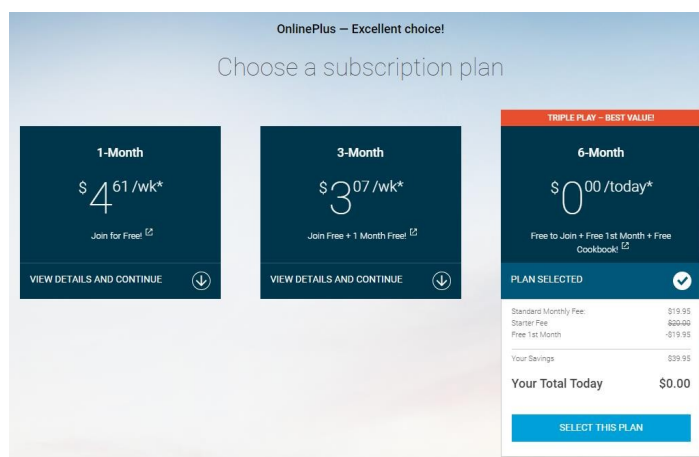 OnlinePlus — Excellent choice!
Choose a subscription plan
1-Month
$4 61 /wk*
Join for Free!
VIEW DETAILS AND CONTINUE
3-Month
$3 07 /wk*
Join Free + 1 Month Free!
VIEW DETAILS AND CONTINUE
TRIPLE PLAY – BEST VALUE!
6-Month
$0 00 /today*
Free to Join + Free 1st Month + Free
Cookbook!
PLAN SELECTED
Standard Monthly Fee: $19.95
Starter Fee $20.00
Free 1st Month -$19.95
Your Savings $39.95
Your Total Today $0.00
SELECT THIS PLAN